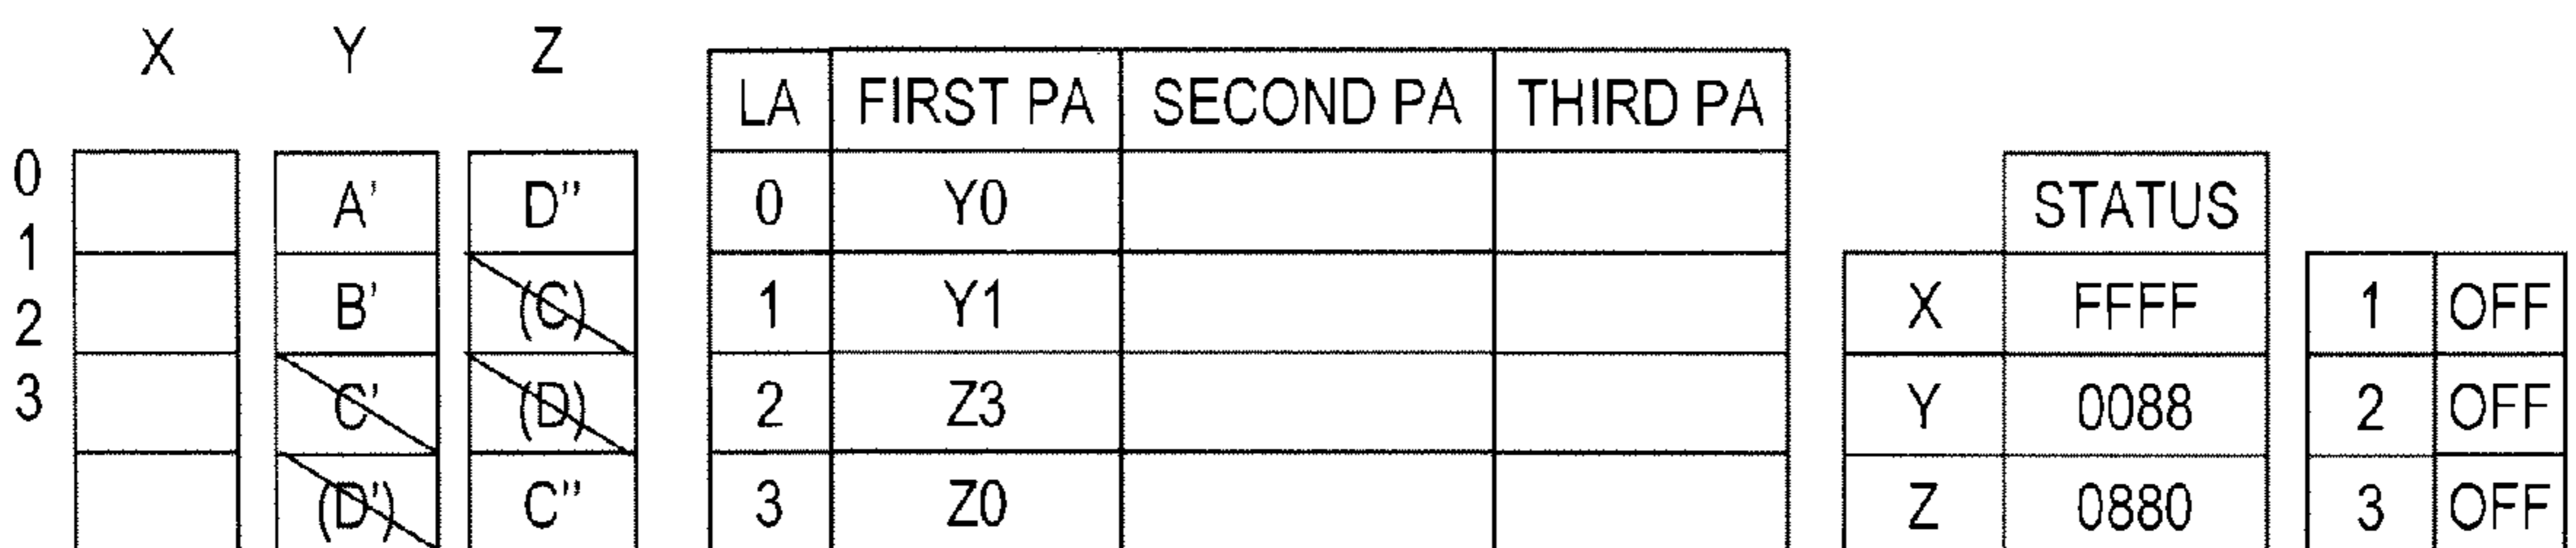 X Y Z
LA FIRST PA SECOND PA THIRD PA
0 A' D" 0 Y0 STATUS
1 B' (C) 1 Y1 X FFFF 1 OFF
2 C' (D) 2 Z3 Y 0088 2 OFF
3 (D') C" 3 Z0 Z 0880 3 OFF